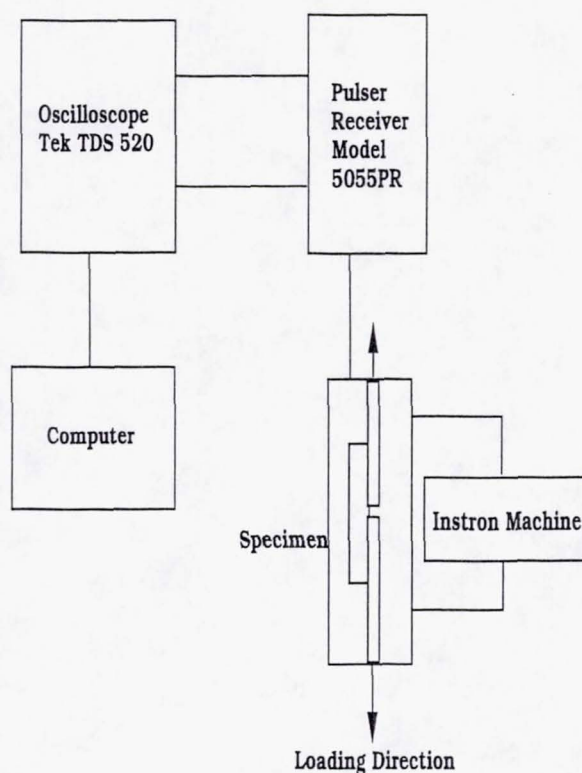 Oscilloscope
Tek TDS 520
Pulser
Receiver
Model
5055PR
Computer
Specimen
Instron Machine
Loading Direction